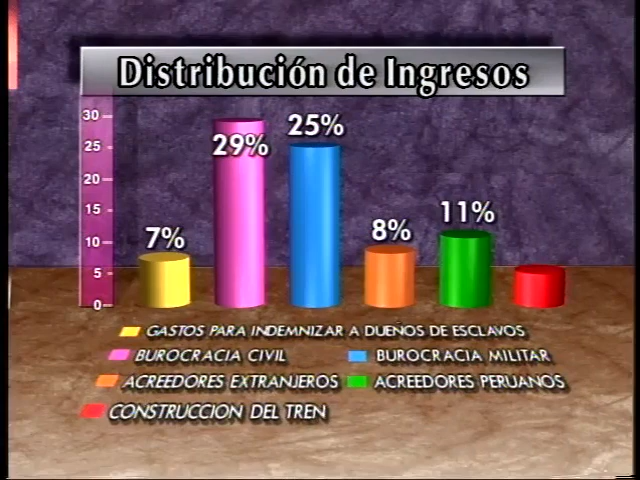 Distribución de Ingresos
30
25
20
15
10
5
0
7%
29%
25%
8%
11%
GASTOS PARA INDEMNIZAR A DUEÑOS DE ESCLAVOS
BUROCRACIA CIVIL BUROCRACIA MILITAR
ACREEDORES EXTRANJEROS ACREEDORES PERUANOS
CONSTRUCCION DEL TREN